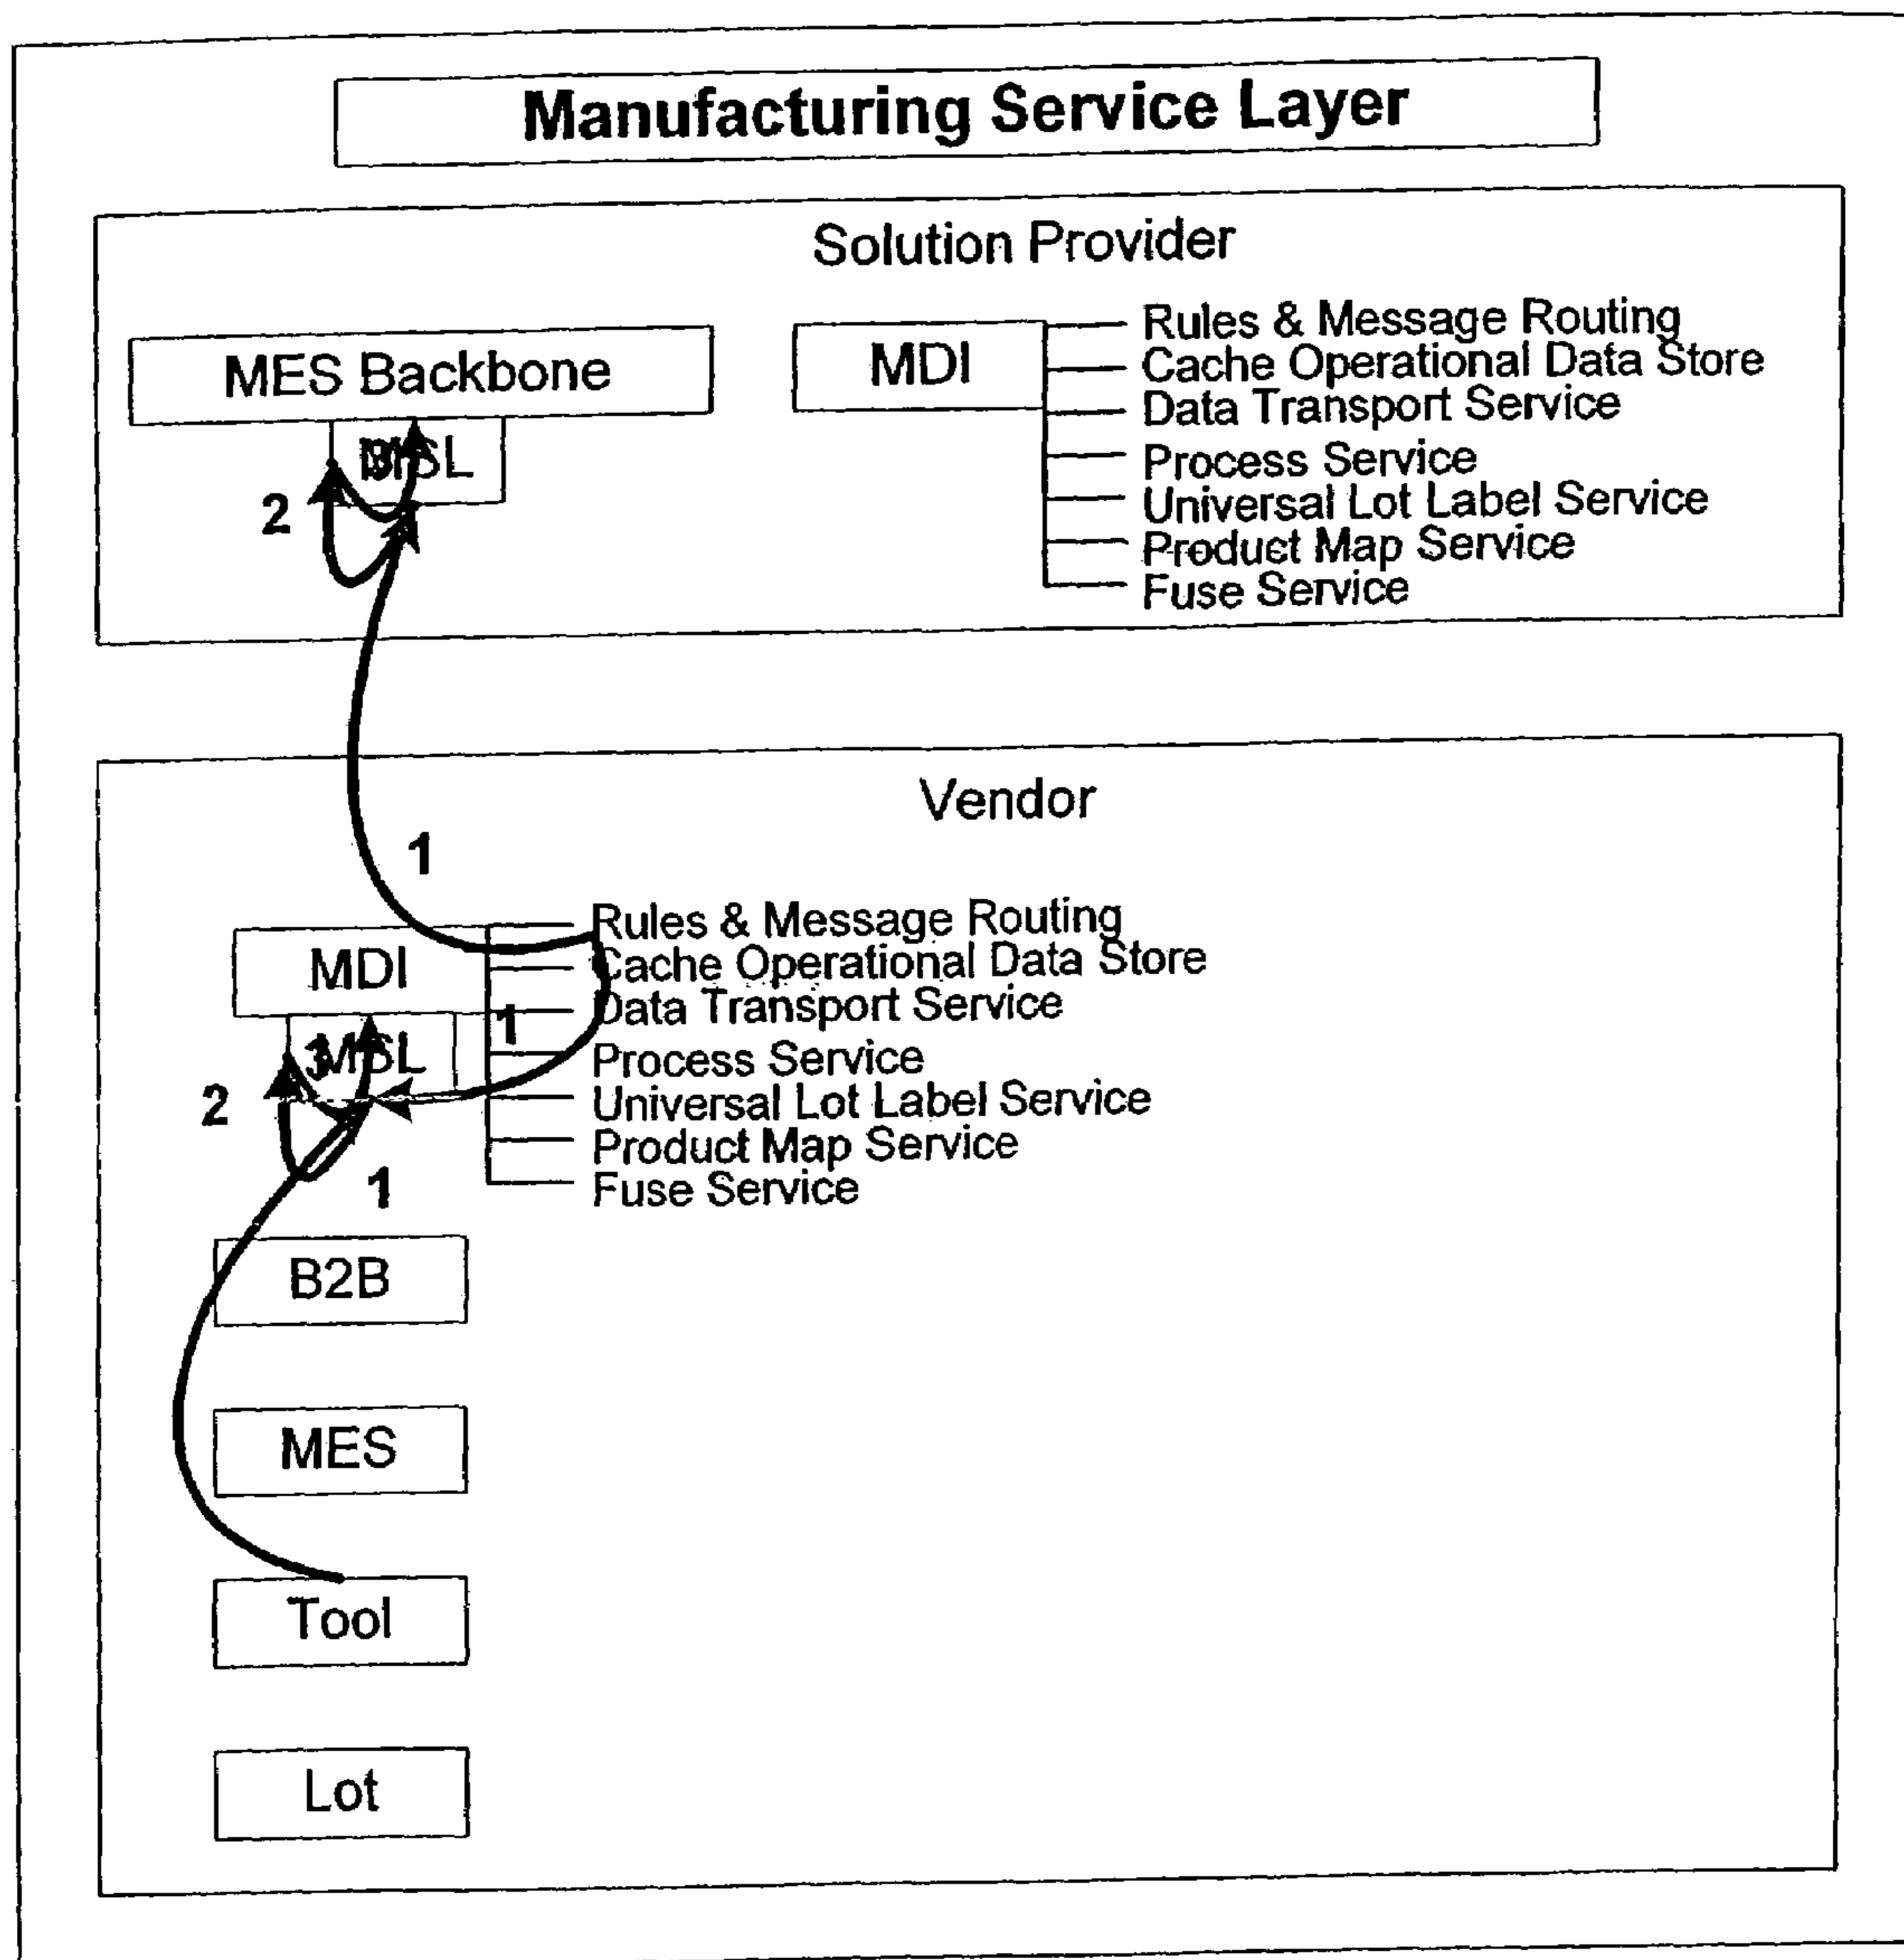 Manufacturing Service Layer
Solution Provider
MES Backbone
MSL
2
MDI
Rules & Message Routing
Cache Operational Data Store
Data Transport Service
Process Service
Universal Lot Label Service
Product Map Service
Fuse Service
Vendor
1
MDI
MSL
3
2
1
1
Rules & Message Routing
Cache Operational Data Store
Data Transport Service
Process Service
Universal Lot Label Service
Product Map Service
Fuse Service
B2B
MES
Tool
Lot